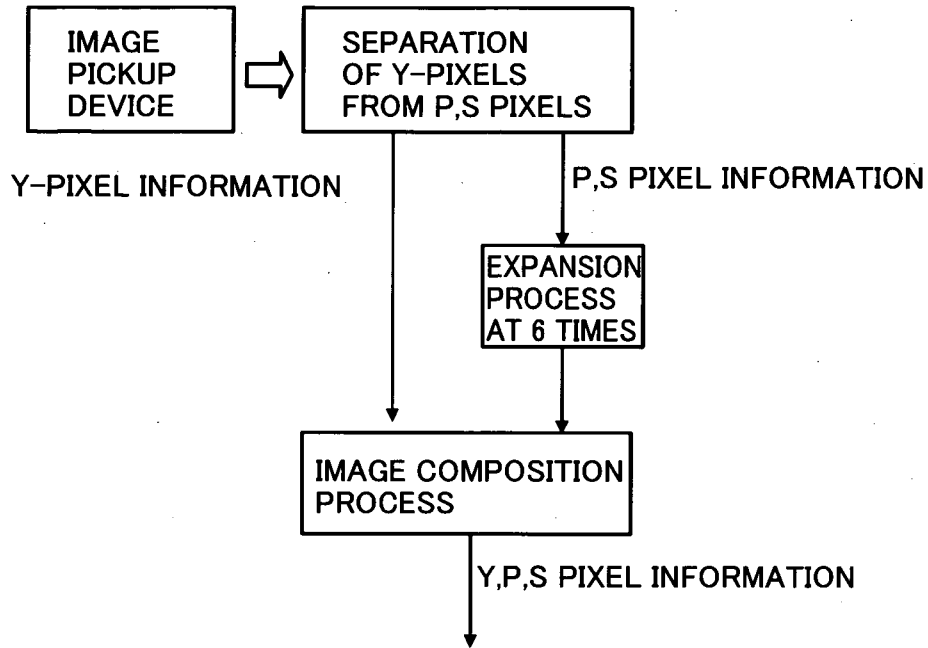 IMAGE
PICKUP
DEVICE
SEPARATION
OF Y-PIXELS
FROM P,S PIXELS
Y-PIXEL INFORMATION
P,S PIXEL INFORMATION
EXPANSION
PROCESS
AT 6 TIMES
IMAGE COMPOSITION
PROCESS
Y,P,S PIXEL INFORMATION